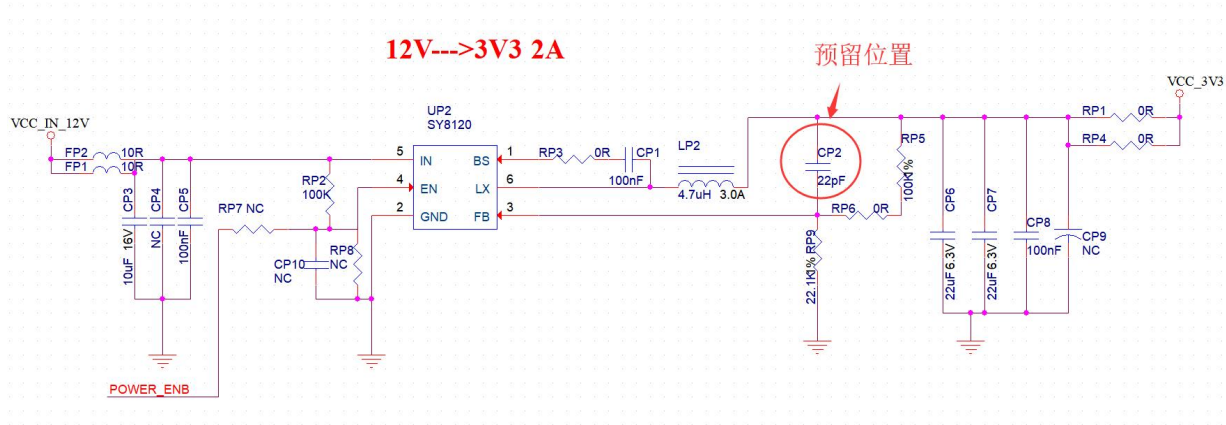 12V--->3V3 2A
预留位置
VCC_3V3
UP2
SY8120
VCC_IN_12V
FP2 10R
FP1 10R
CP3
10uF 16V
CP4
NC
CP5
100nF
RP2
100K
5 IN
4 EN
2 GND
BS 1
LX 6
FB 3
RP3 0R
CP1
100nF
LP2
4.7uH 3.0A
CP2
22pF
RP5
100K1%
RP6 0R
RP9
22.1K1%
CP6
22uF 6.3V
CP7
22uF 6.3V
CP8
100nF
CP9
NC
RP1 0R
RP4 0R
RP7 NC
RP8
NC
CP10
NC
POWER_ENB